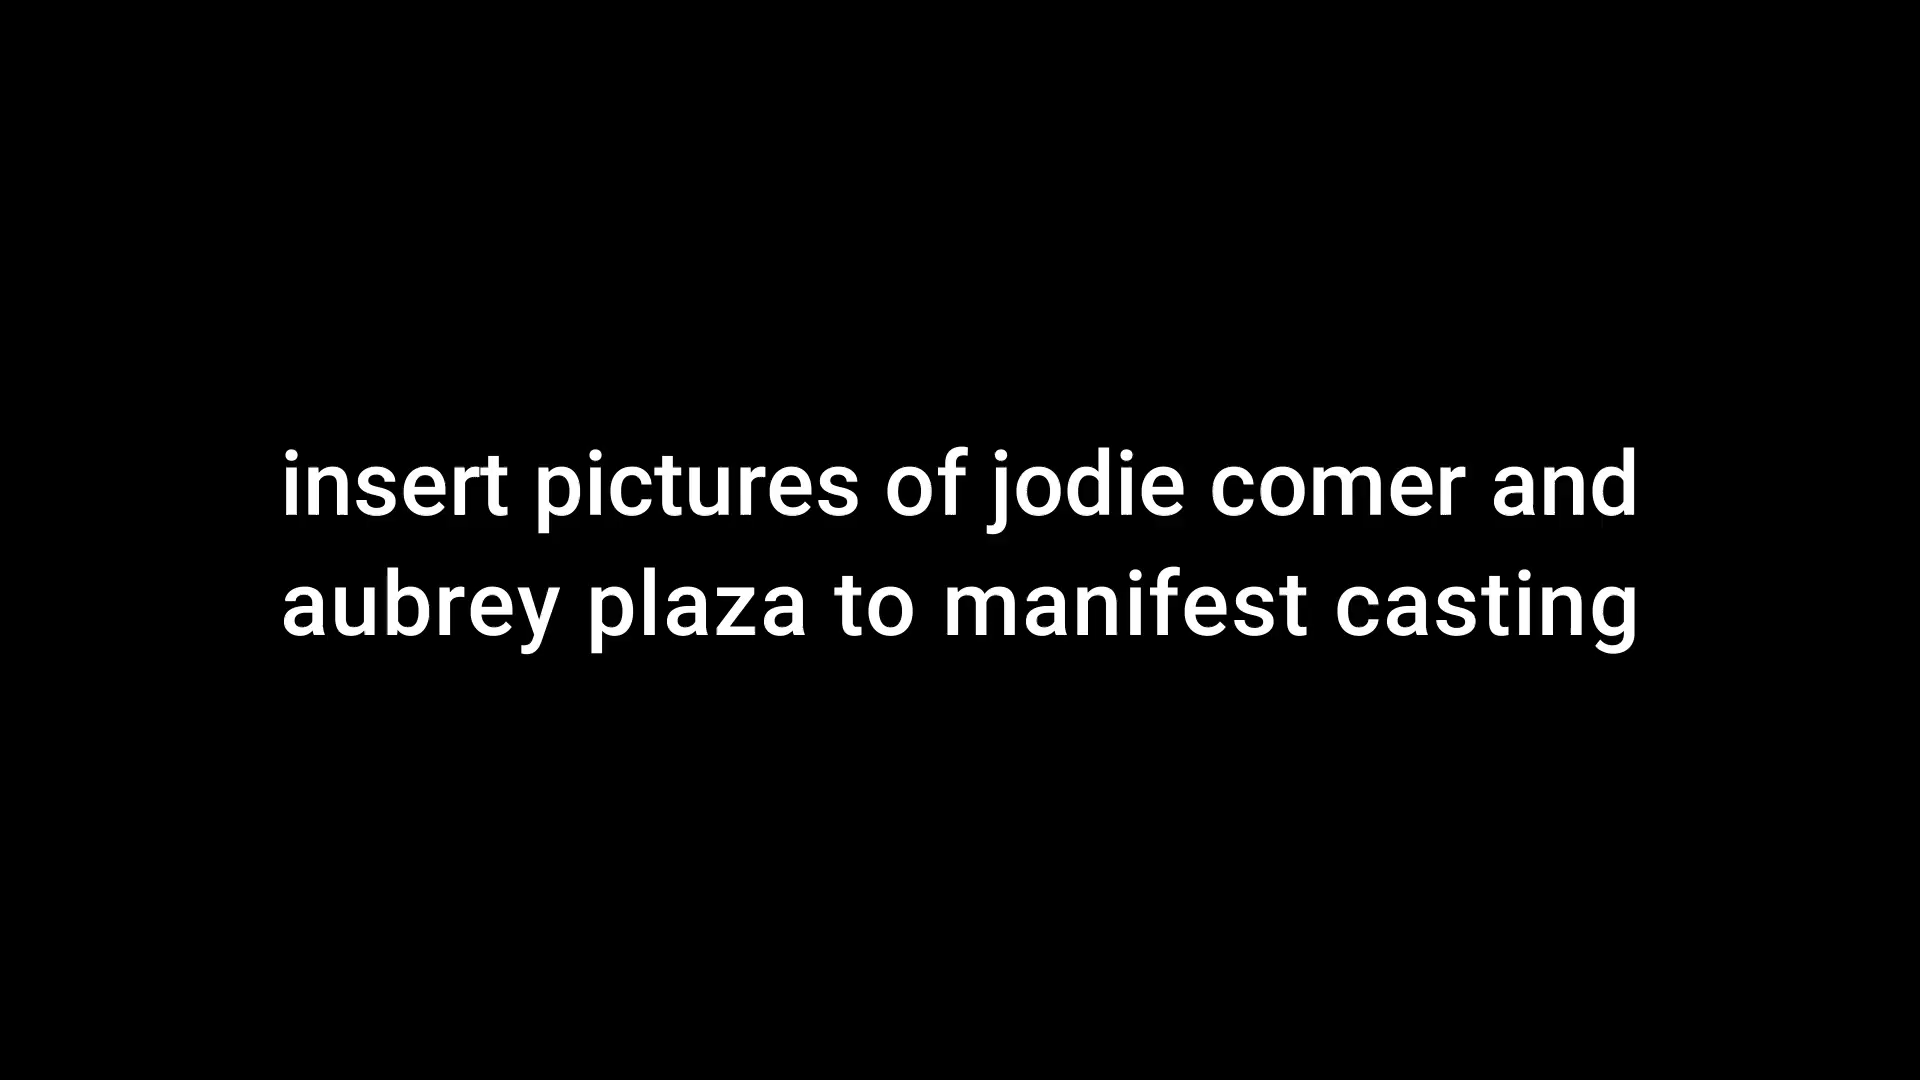 insert pictures of jodie comer and
aubrey plaza to manifest casting